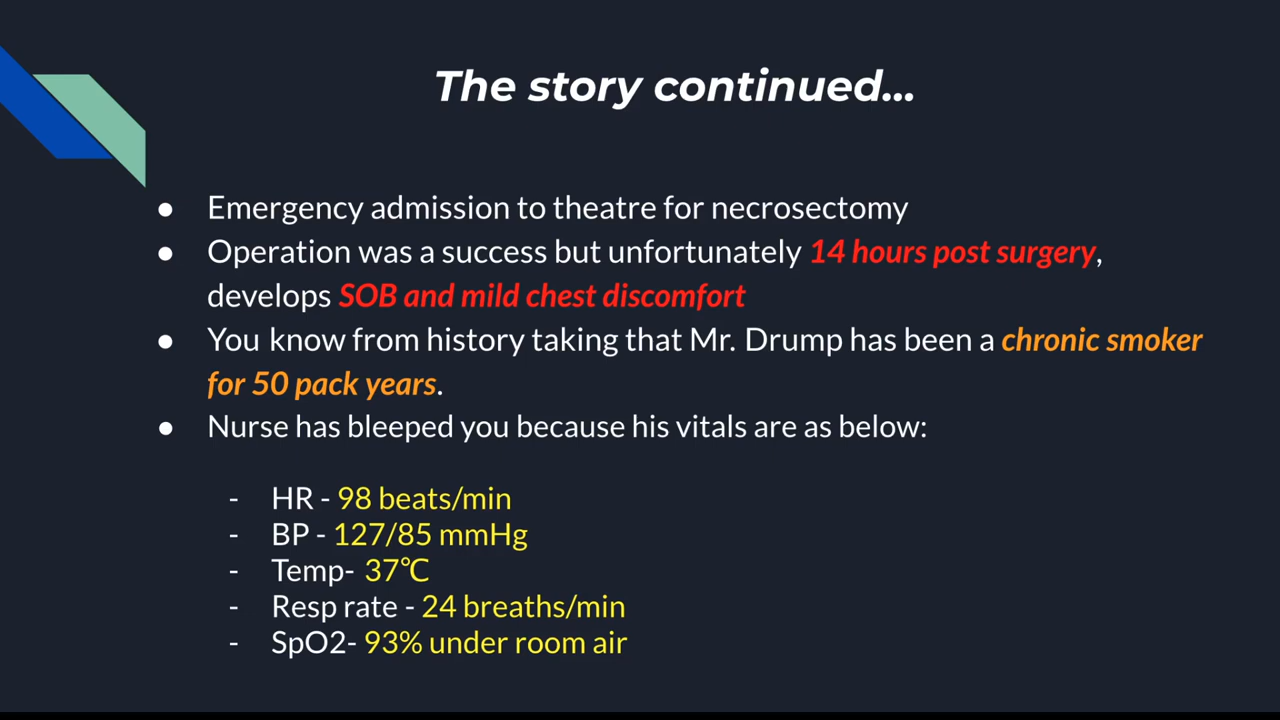 The story continued...
● Emergency admission to theatre for necrosectomy
● Operation was a success but unfortunately 14 hours post surgery,
develops SOB and mild chest discomfort
● You know from history taking that Mr. Drump has been a chronic smoker
for 50 pack years.
● Nurse has bleeped you because his vitals are as below:
- HR - 98 beats/min
- BP - 127/85 mmHg
- Temp- 37℃
- Resp rate - 24 breaths/min
- SpO2- 93% under room air